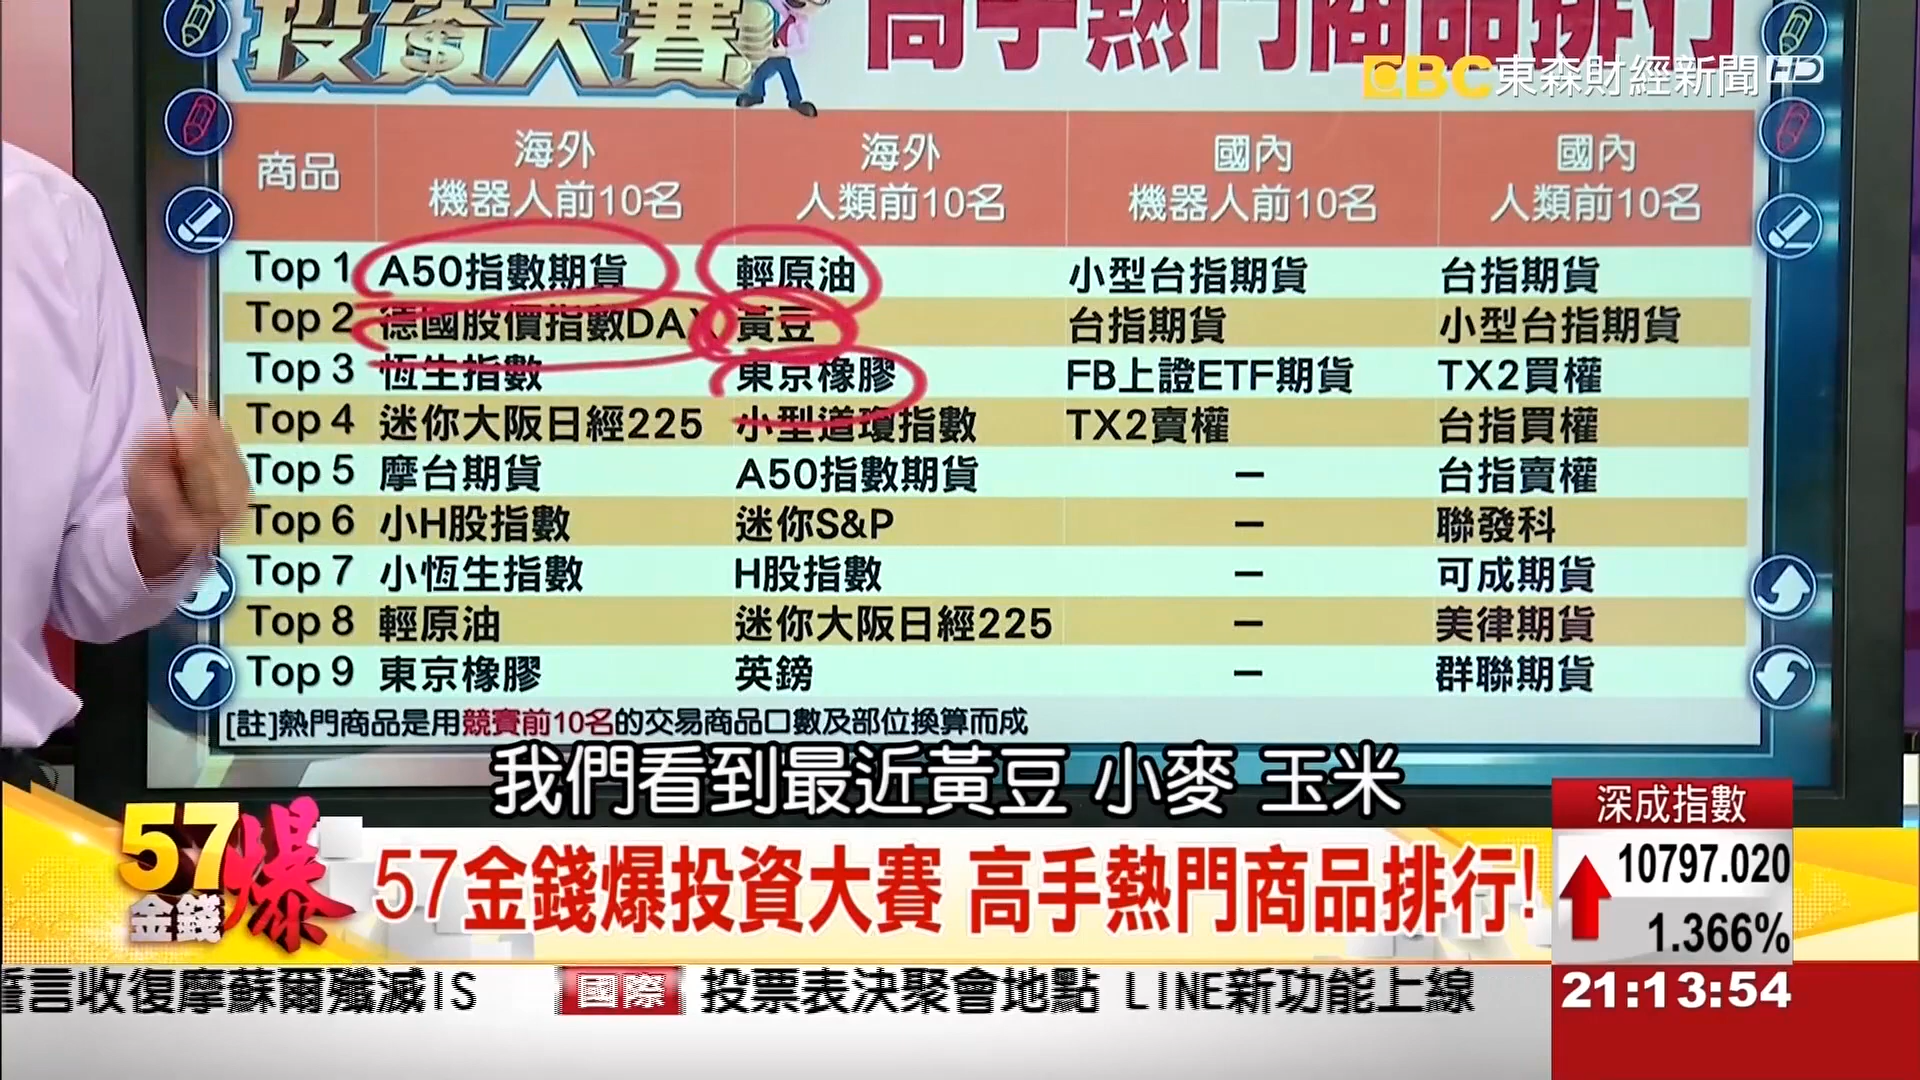 投資大賽
高手熱門商品排行
EBC東森財經新聞HD
商品 海外機器人前10名 海外人類前10名 國內機器人前10名 國內人類前10名
Top 1 A50指數期貨 輕原油 小型台指期貨 台指期貨
Top 2 德國股價指數DAX 黃豆 台指期貨 小型台指期貨
Top 3 恆生指數 東京橡膠 FB上證ETF期貨 TX2買權
Top 4 迷你大阪日經225 小型道瓊指數 TX2賣權 台指買權
Top 5 摩台期貨 A50指數期貨 － 台指賣權
Top 6 小H股指數 迷你S&P － 聯發科
Top 7 小恆生指數 H股指數 － 可成期貨
Top 8 輕原油 迷你大阪日經225 － 美律期貨
Top 9 東京橡膠 英鎊 － 群聯期貨
[註]熱門商品是用競賽前10名的交易商品口數及部位換算而成
我們看到最近黃豆 小麥 玉米
57金錢爆
57金錢爆投資大賽 高手熱門商品排行!
深成指數
10797.020
1.366%
誓言收復摩蘇爾殲滅IS 國際 投票表決聚會地點 LINE新功能上線
21:13:54